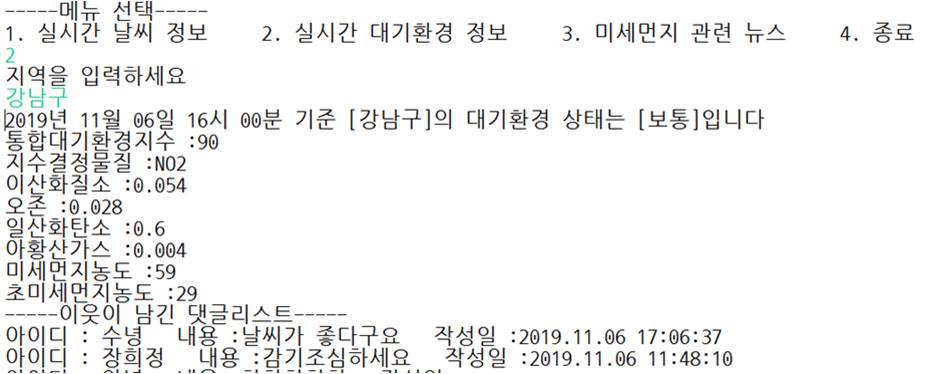 -----메뉴 선택-----
1. 실시간 날씨 정보 2. 실시간 대기환경 정보 3. 미세먼지 관련 뉴스 4. 종료
2
지역을 입력하세요
강남구
2019년 11월 06일 16시 00분 기준 [강남구]의 대기환경 상태는 [보통]입니다
통합대기환경지수 :90
지수결정물질 :NO2
이산화질소 :0.054
오존 :0.028
일산화탄소 :0.6
아황산가스 :0.004
미세먼지농도 :59
초미세먼지농도 :29
-----이웃이 남긴 댓글리스트-----
아이디 : 수녕 내용 :날씨가 좋다구요 작성일 :2019.11.06 17:06:37
아이디 : 장희정 내용 :감기조심하세요 작성일 :2019.11.06 11:48:10